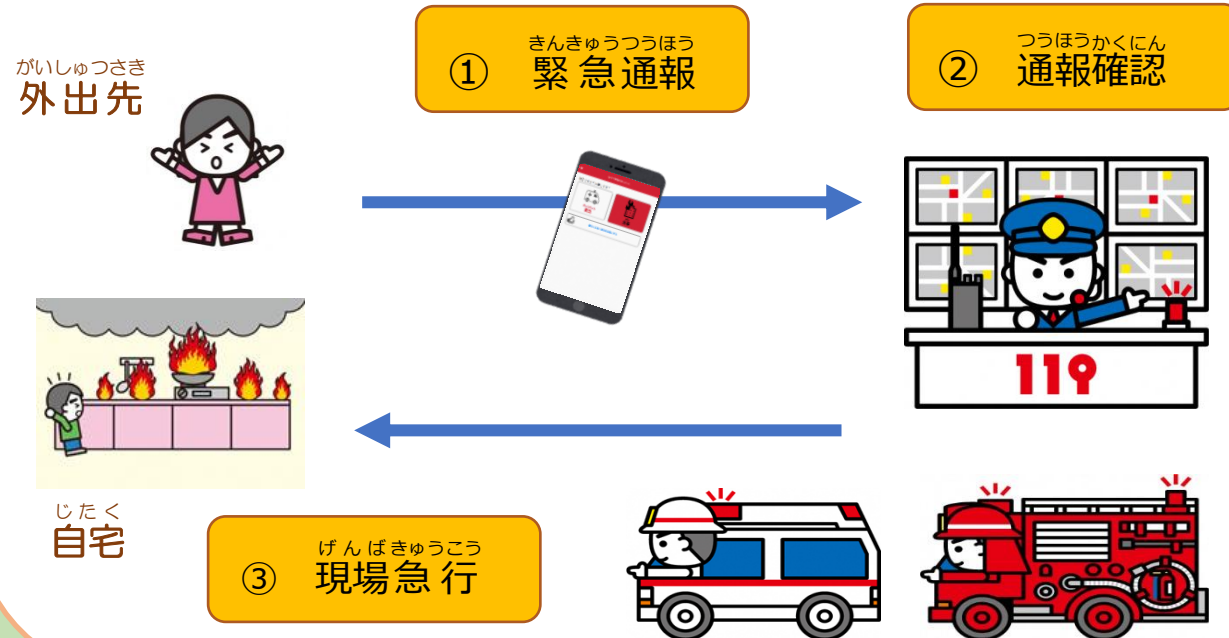 がいしゅつさき
外出先
きんきゅうつうほう
① 緊急通報
つうほうかくにん
② 通報確認
119
じたく
自宅
げんばきゅうこう
③ 現場急行